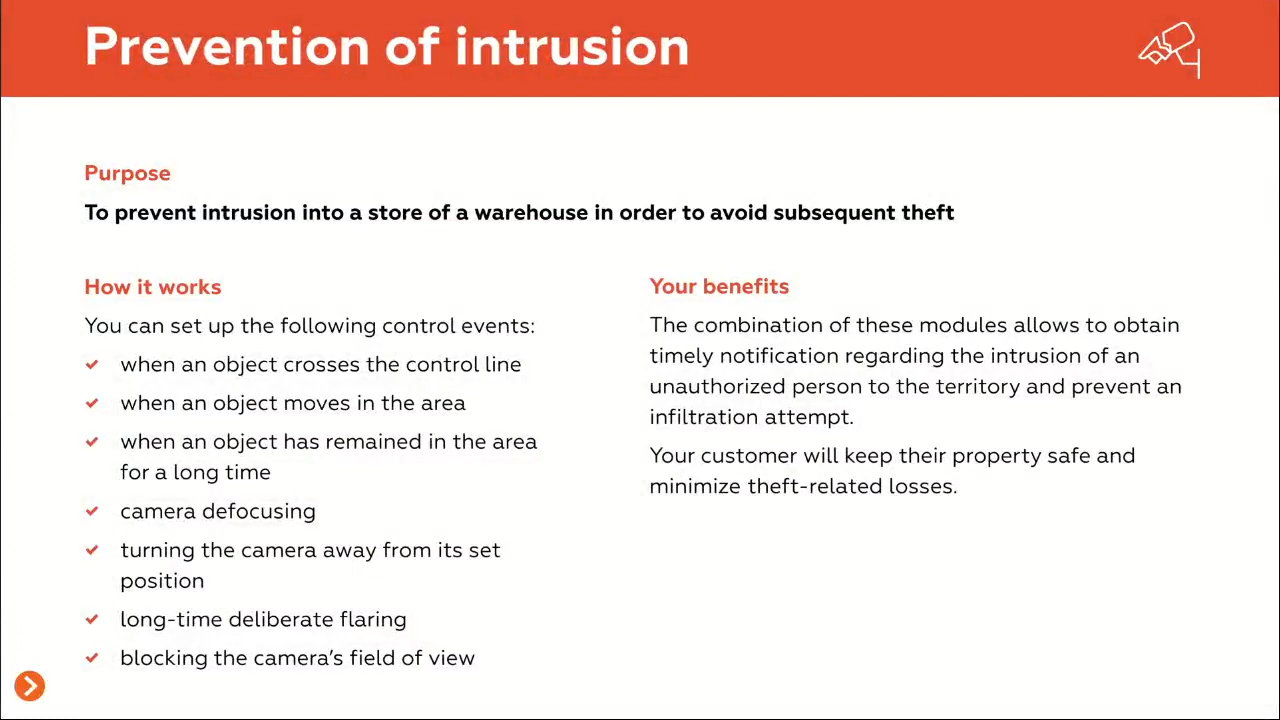 Prevention of intrusion
Purpose
To prevent intrusion into a store of a warehouse in order to avoid subsequent theft
How it works
You can set up the following control events:
when an object crosses the control line
when an object moves in the area
when an object has remained in the area
for a long time
camera defocusing
turning the camera away from its set
position
long-time deliberate flaring
blocking the camera's field of view
Your benefits
The combination of these modules allows to obtain
timely notification regarding the intrusion of an
unauthorized person to the territory and prevent an
infiltration attempt.
Your customer will keep their property safe and
minimize theft-related losses.